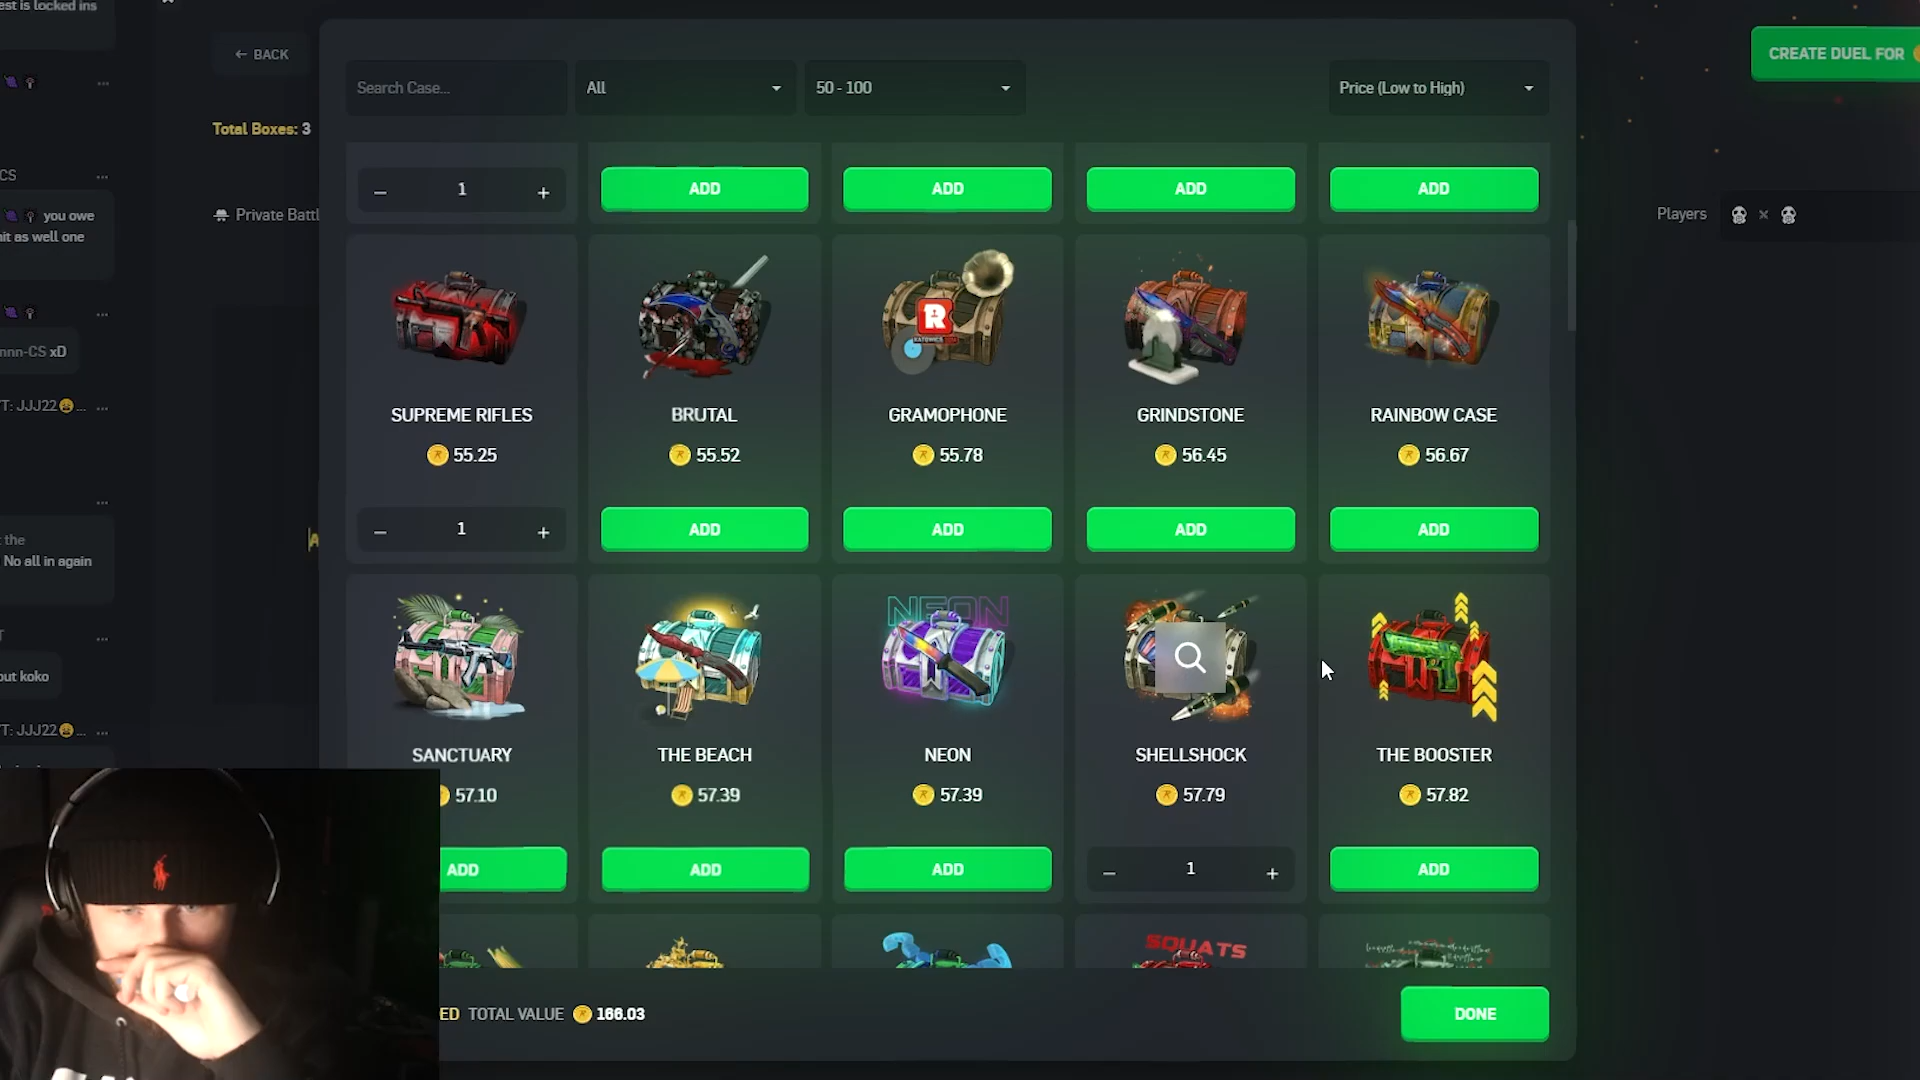 est is locked ins
← BACK
Search Case...
All
50 - 100
Price (Low to High)
CREATE DUEL FOR
Total Boxes: 3
CS
– 1 +
ADD
ADD
ADD
ADD
you owe
Private Battl
Players
nit as well one
nnn-CS xD
T: JJJ22 ...
SUPREME RIFLES
BRUTAL
GRAMOPHONE
GRINDSTONE
RAINBOW CASE
55.25
55.52
55.78
56.45
56.67
– 1 +
ADD
ADD
ADD
ADD
t the
No all in again
NEON
out koko
T: JJJ22 ...
SANCTUARY
THE BEACH
NEON
SHELLSHOCK
THE BOOSTER
57.10
57.39
57.39
57.79
57.82
ADD
ADD
ADD
– 1 +
ADD
SQUATS
ED TOTAL VALUE 166.03
DONE